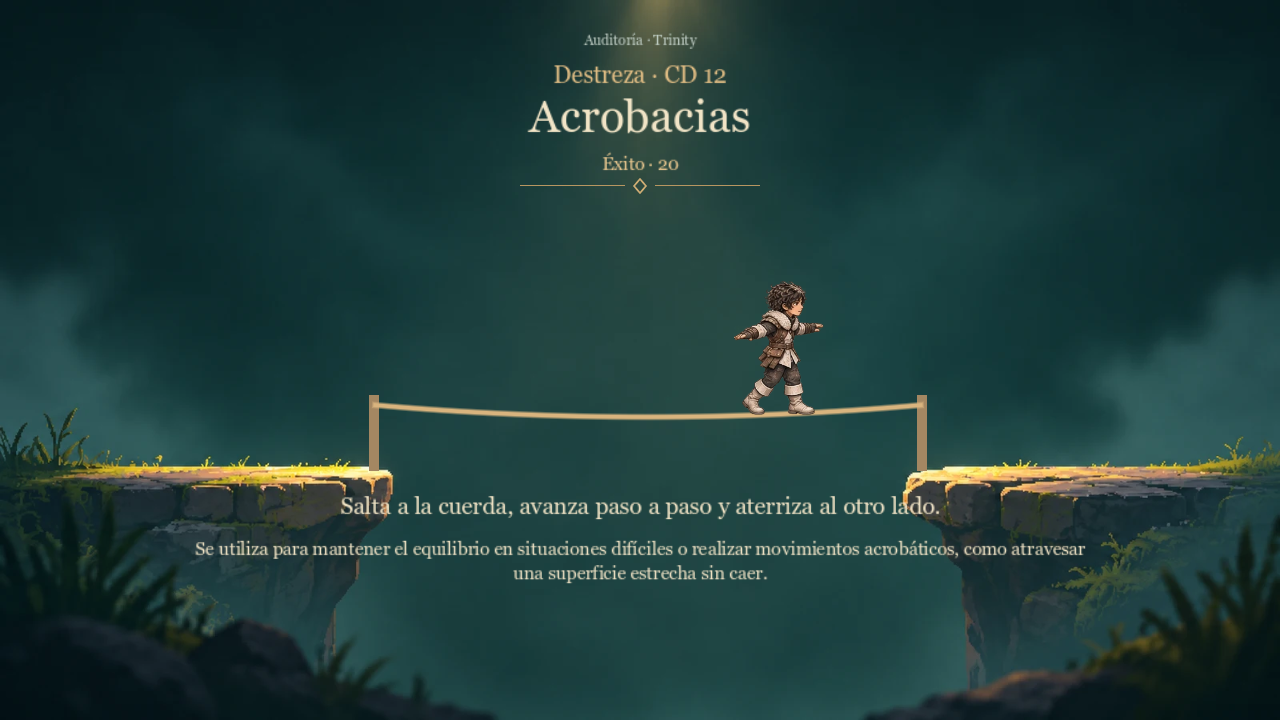 Auditoría · Trinity
Destreza · CD 12
Acrobacias
Éxito · 20
Salta a la cuerda, avanza paso a paso y aterriza al otro lado.
Se utiliza para mantener el equilibrio en situaciones difíciles o realizar movimientos acrobáticos, como atravesar
una superficie estrecha sin caer.